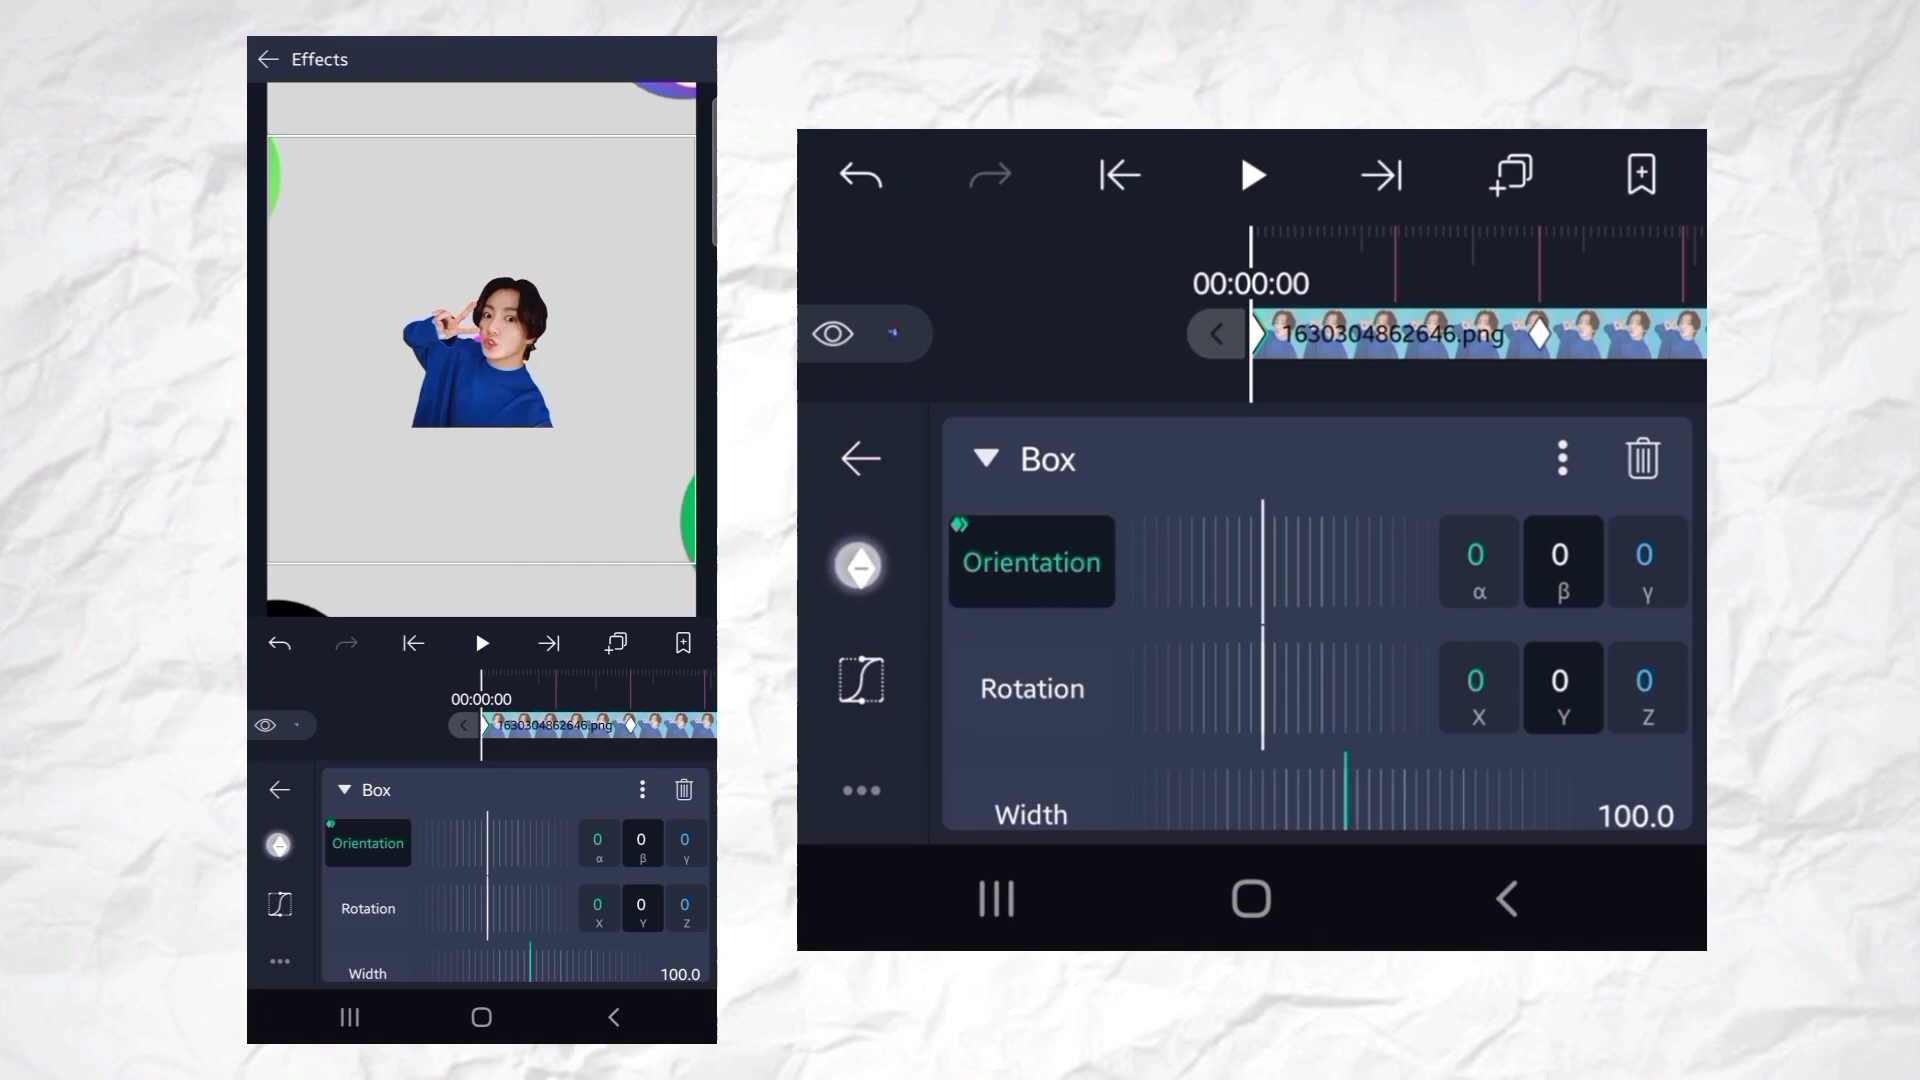 Effects
00:00:00
1630304862646.png
Box
Orientation
0 0 0
α β γ
Rotation
0 0 0
X Y Z
Width
100.0
00:00:00
1630304862646.png
Box
Orientation
0 0 0
α β γ
Rotation
0 0 0
X Y Z
Width
100.0